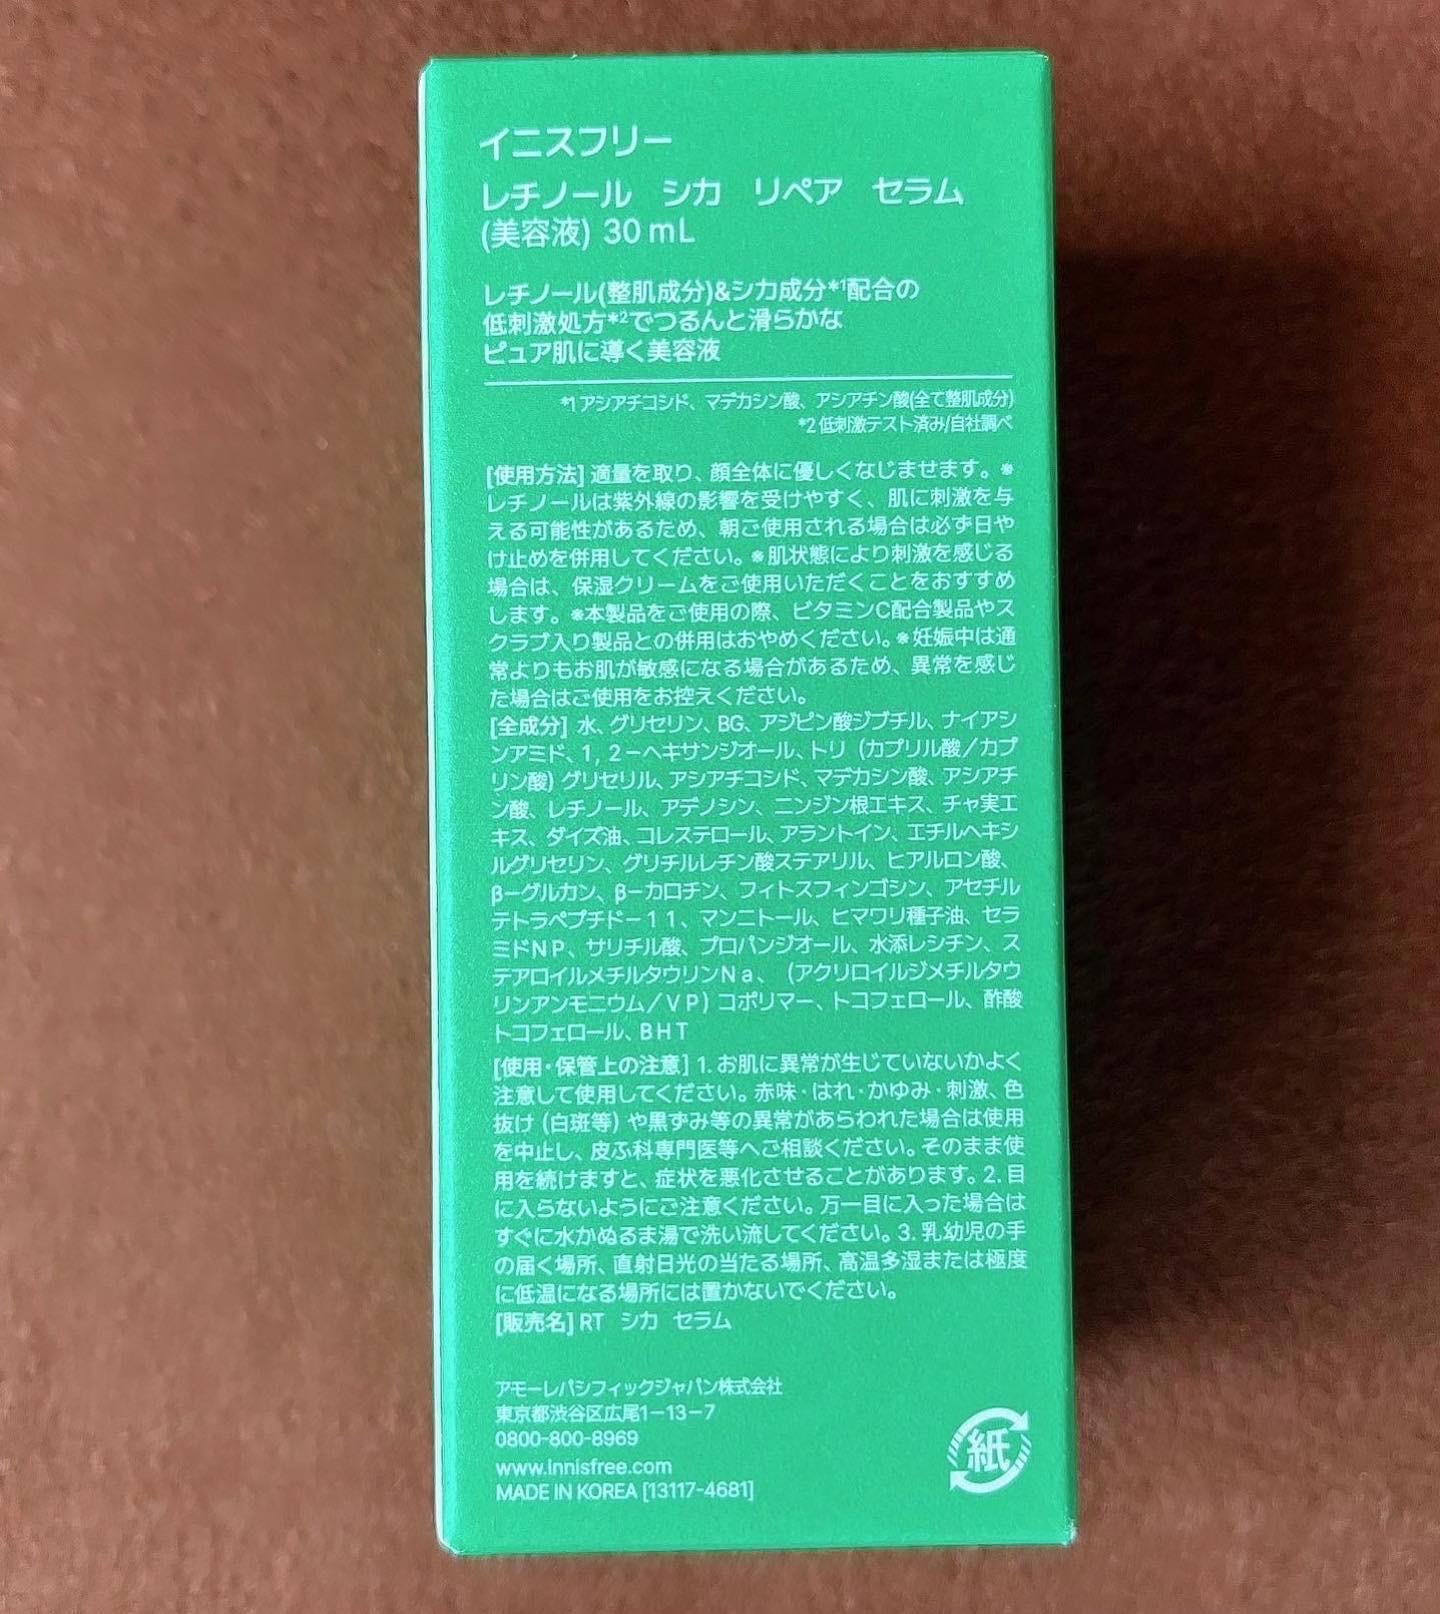 イニスフリー
レチノール　シカ　リペア　セラム
(美容液) 30 mL
レチノール(整肌成分)&シカ成分*1配合の
低刺激処方*2でつるんと滑らかな
ピュア肌に導く美容液
*1 アシアチコシド、マデカシン酸、アシアチン酸(全て整肌成分)
*2 低刺激テスト済み/自社調べ
[使用方法] 適量を取り、顔全体に優しくなじませます。※
レチノールは紫外線の影響を受けやすく、肌に刺激を与
える可能性があるため、朝ご使用される場合は必ず日や
け止めを併用してください。※肌状態により刺激を感じる
場合は、保湿クリームをご使用いただくことをおすすめ
します。※本製品をご使用の際、ビタミンC配合製品やス
クラブ入り製品との併用はおやめください。※妊娠中は通
常よりもお肌が敏感になる場合があるため、異常を感じ
た場合はご使用をお控えください。
[全成分] 水、グリセリン、BG、アジピン酸ジブチル、ナイアシ
ンアミド、1, 2－ヘキサンジオール、トリ（カプリル酸／カプ
リン酸）グリセリル、アシアチコシド、マデカシン酸、アシアチ
ン酸、レチノール、アデノシン、ニンジン根エキス、チャ実エ
キス、ダイズ油、コレステロール、アラントイン、エチルヘキシ
ルグリセリン、グリチルレチン酸ステアリル、ヒアルロン酸、
β－グルカン、β－カロチン、フィトスフィンゴシン、アセチル
テトラペプチド－１１、マンニトール、ヒマワリ種子油、セラ
ミドＮＰ、サリチル酸、プロパンジオール、水添レシチン、ス
テアロイルメチルタウリンＮａ、（アクリロイルジメチルタウ
リンアンモニウム／ＶＰ）コポリマー、トコフェロール、酢酸
トコフェロール、ＢＨＴ
[使用・保管上の注意] 1. お肌に異常が生じていないかよく
注意して使用してください。赤味・はれ・かゆみ・刺激、色
抜け（白斑等）や黒ずみ等の異常があらわれた場合は使用
を中止し、皮ふ科専門医等へご相談ください。そのまま使
用を続けますと、症状を悪化させることがあります。2. 目
に入らないようにご注意ください。万一目に入った場合は
すぐに水かぬるま湯で洗い流してください。3. 乳幼児の手
の届く場所、直射日光の当たる場所、高温多湿または極度
に低温になる場所には置かないでください。
[販売名] RT　シカ　セラム
アモーレパシフィックジャパン株式会社
東京都渋谷区広尾1－13－7
0800-800-8969
www.innisfree.com
MADE IN KOREA [13117-4681]
紙